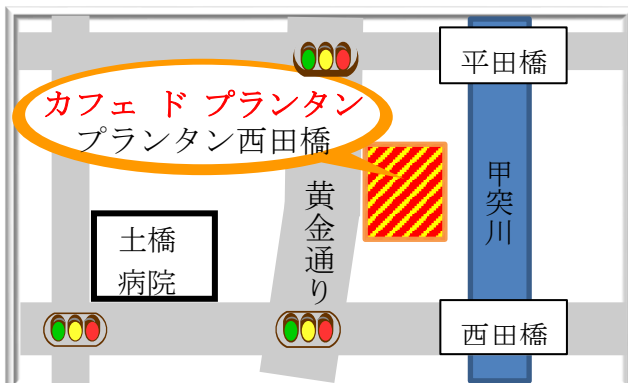 平田橋
カフェ ド プランタン
プランタン西田橋
甲突川
黄金通り
土橋
病院
西田橋